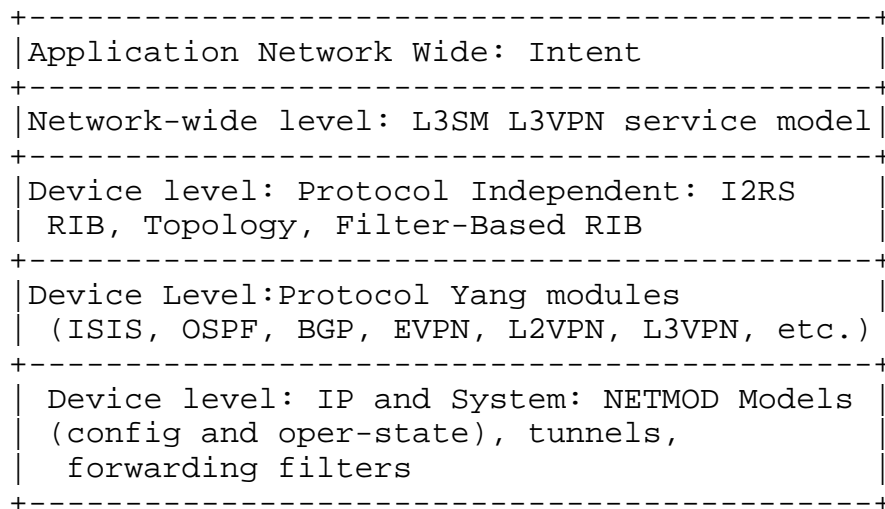 +--------------------------------------------+
|Application Network Wide: Intent            |
+--------------------------------------------+
|Network-wide level: L3SM L3VPN service model|
+--------------------------------------------+
|Device level: Protocol Independent: I2RS    |
| RIB, Topology, Filter-Based RIB            |
+--------------------------------------------+
|Device Level:Protocol Yang modules          |
| (ISIS, OSPF, BGP, EVPN, L2VPN, L3VPN, etc.)
+--------------------------------------------+
| Device level: IP and System: NETMOD Models |
| (config and oper-state), tunnels,          |
|  forwarding filters                        |
+--------------------------------------------+